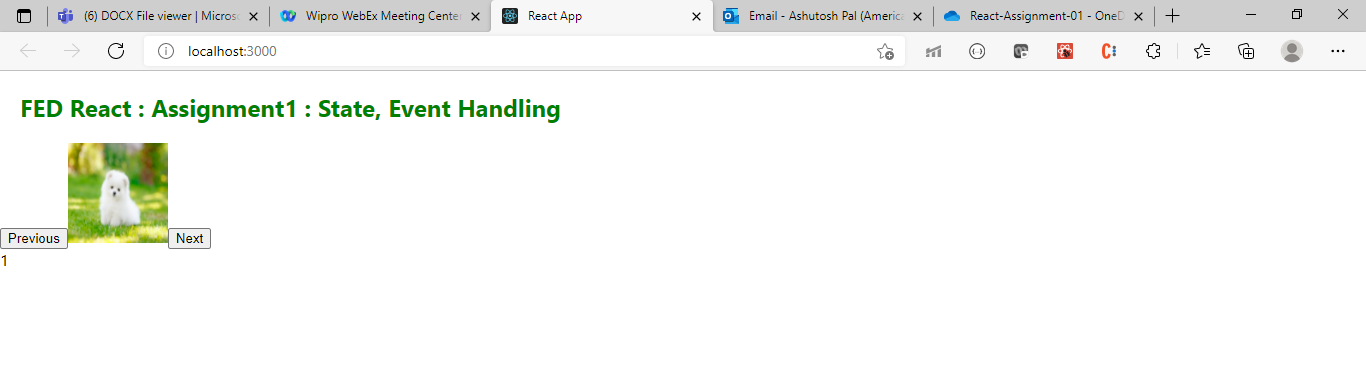 (6) DOCX File viewer | Micros
Wipro WebEx Meeting Center
React App
Email - Ashutosh Pal (America
React-Assignment-01 - OneD
localhost:3000
FED React : Assignment1 : State, Event Handling
Previous
Next
1